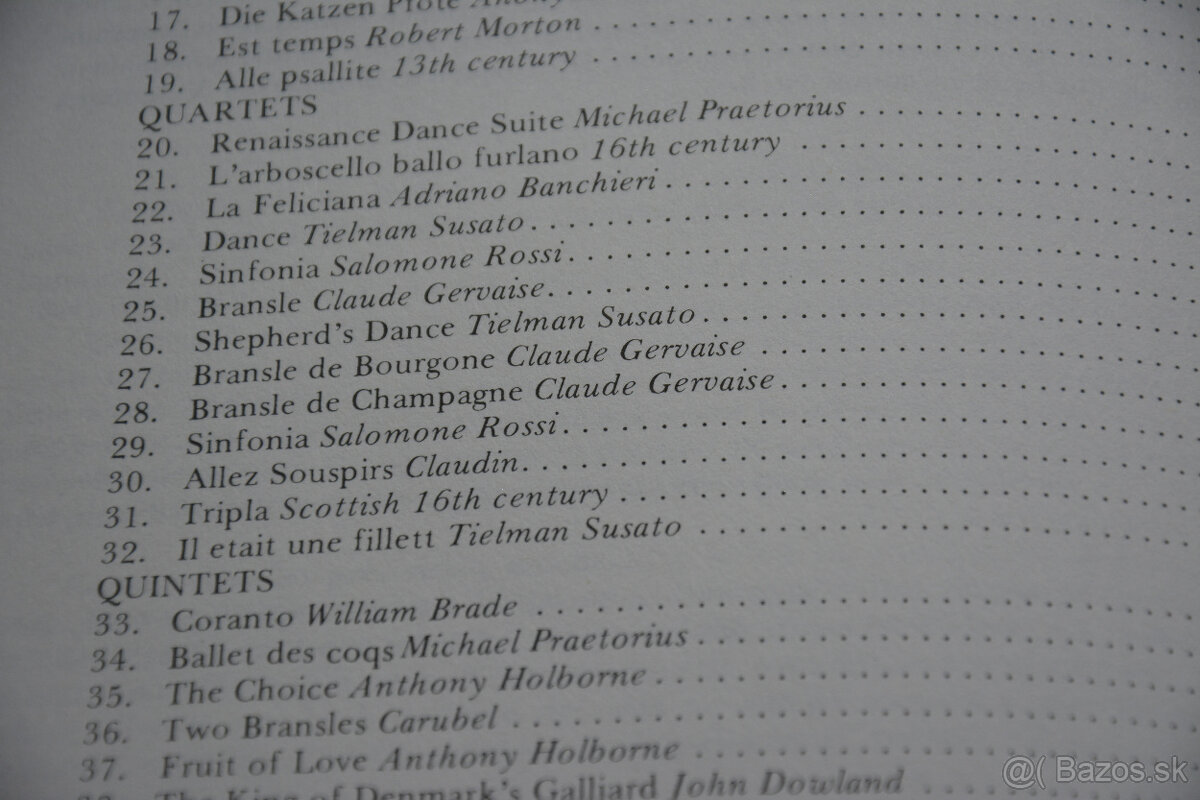 17. Die Katzen Pfote
18. Est temps Robert Morton . . . . . . . . . . . . . . . . . . . .
19. Alle psallite 13th century . . . . . . . . . . . . . . . . . . . .
QUARTETS
20. Renaissance Dance Suite Michael Praetorius . . . . . . . . . . . .
21. L'arboscello ballo furlano 16th century . . . . . . . . . . . . . .
22. La Feliciana Adriano Banchieri . . . . . . . . . . . . . . . . . .
23. Dance Tielman Susato . . . . . . . . . . . . . . . . . . . . . .
24. Sinfonia Salomone Rossi . . . . . . . . . . . . . . . . . . . . .
25. Bransle Claude Gervaise . . . . . . . . . . . . . . . . . . . . .
26. Shepherd's Dance Tielman Susato . . . . . . . . . . . . . . . . .
27. Bransle de Bourgone Claude Gervaise . . . . . . . . . . . . . . .
28. Bransle de Champagne Claude Gervaise . . . . . . . . . . . . . .
29. Sinfonia Salomone Rossi . . . . . . . . . . . . . . . . . . . . .
30. Allez Souspirs Claudin . . . . . . . . . . . . . . . . . . . . . .
31. Tripla Scottish 16th century . . . . . . . . . . . . . . . . . . .
32. Il etait une fillett Tielman Susato . . . . . . . . . . . . . . . .
QUINTETS
33. Coranto William Brade . . . . . . . . . . . . . . . . . . . . . .
34. Ballet des coqs Michael Praetorius . . . . . . . . . . . . . . . .
35. The Choice Anthony Holborne . . . . . . . . . . . . . . . . . . .
36. Two Bransles Carubel . . . . . . . . . . . . . . . . . . . . . .
37. Fruit of Love Anthony Holborne . . . . . . . . . . . . . . . . .
The King of Denmark's Galliard John Dowland . . . . . . . . .
@( Bazos.sk